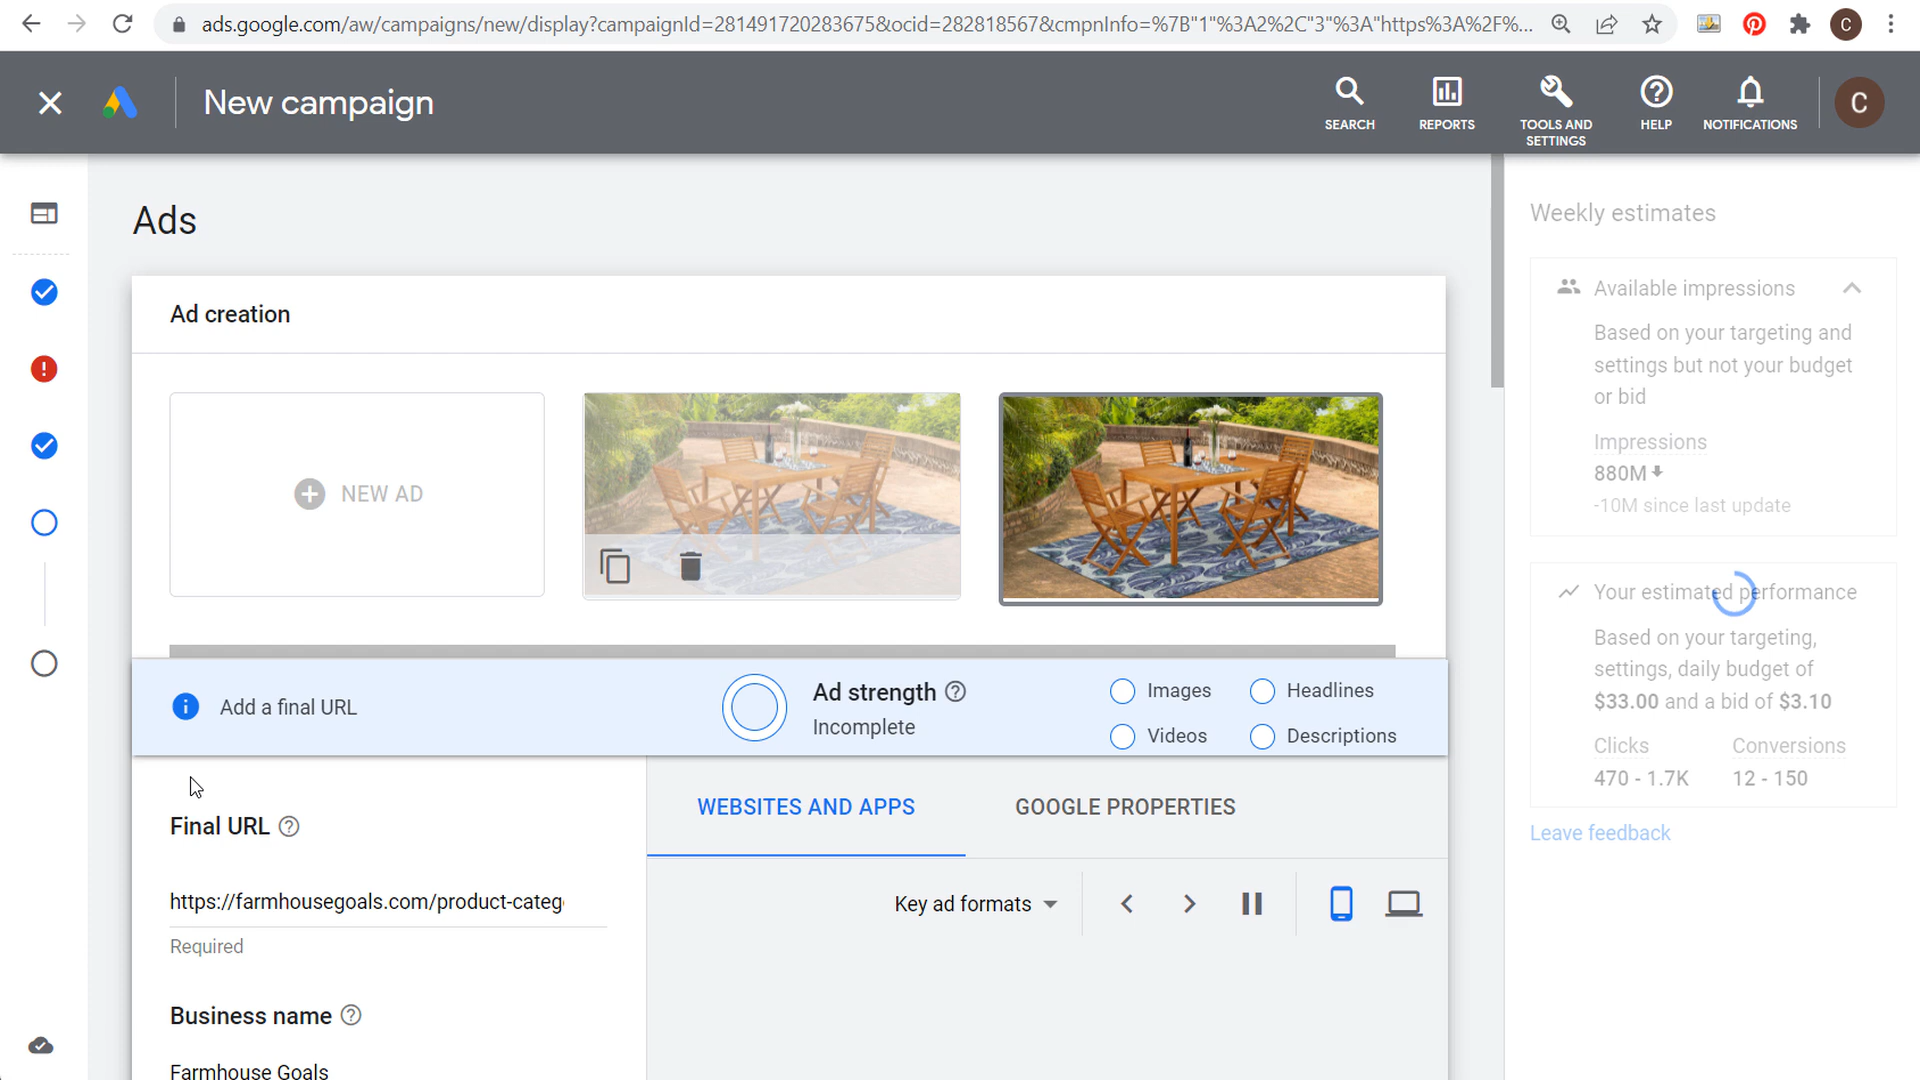 ads.google.com/aw/campaigns/new/display?campaignId=281491720283675&ocid=282818567&cmpnInfo=%7B"1"%3A2%2C"3"%3A"https%3A%2F%...
C
New campaign
SEARCH
REPORTS
TOOLS AND
SETTINGS
HELP
NOTIFICATIONS
C
Ads
Ad creation
NEW AD
Add a final URL
Ad strength
Incomplete
Images
Headlines
Videos
Descriptions
Final URL
https://farmhousegoals.com/product-categ
Required
Business name
Farmhouse Goals
WEBSITES AND APPS
GOOGLE PROPERTIES
Key ad formats
Weekly estimates
Available impressions
Based on your targeting and
settings but not your budget
or bid
Impressions
880M
-10M since last update
Your estimated performance
Based on your targeting,
settings, daily budget of
$33.00 and a bid of $3.10
Clicks
Conversions
470 - 1.7K
12 - 150
Leave feedback